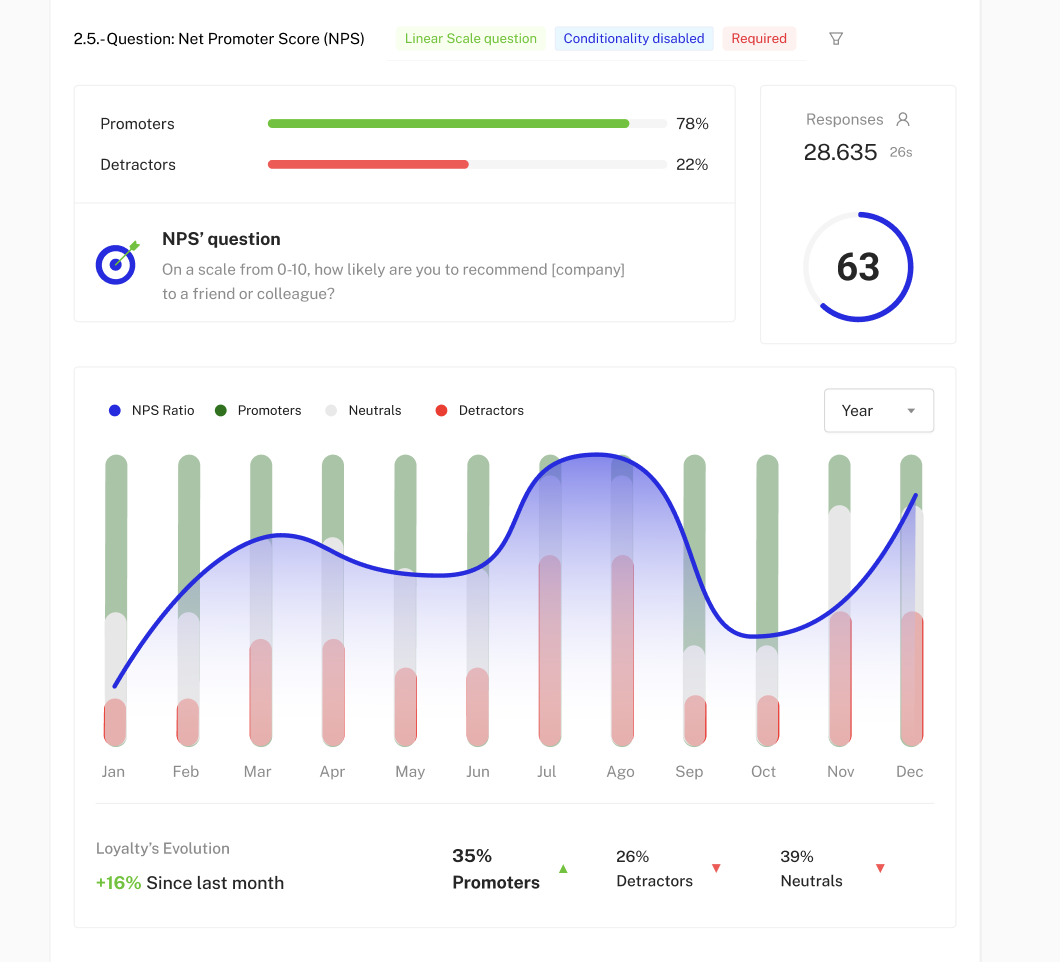 2.5.- Question: Net Promoter Score (NPS)
Linear Scale question
Conditionality disabled
Required
Promoters
78%
Detractors
22%
NPS’ question
On a scale from 0-10, how likely are you to recommend [company]
to a friend or colleague?
Responses
28.635
26s
63
NPS Ratio
Promoters
Neutrals
Detractors
Year
Jan
Feb
Mar
Apr
May
Jun
Jul
Ago
Sep
Oct
Nov
Dec
Loyalty’s Evolution
+16% Since last month
35%
Promoters
26%
Detractors
39%
Neutrals